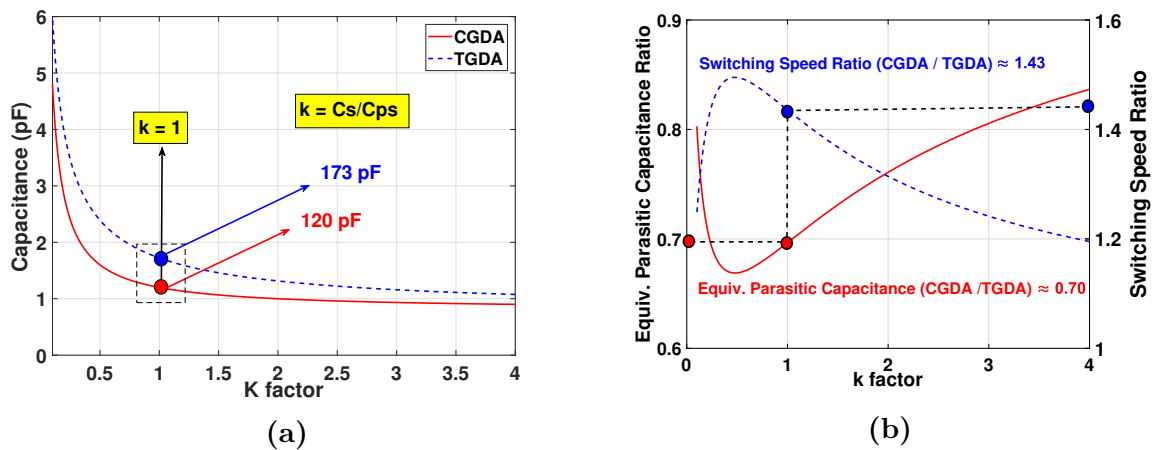 6
5
4
3
2
1
0
Capacitance (pF)
CGDA
TGDA
k = 1
k = Cs/Cps
173 pF
120 pF
0.5 1 1.5 2 2.5 3 3.5 4
K factor
(a)
0.9
0.8
0.7
0.6
Equiv. Parasitic Capacitance Ratio
Switching Speed Ratio (CGDA / TGDA) ≈ 1.43
Equiv. Parasitic Capacitance (CGDA /TGDA) ≈ 0.70
1.6
1.4
1.2
1
Switching Speed Ratio
0 1 2 3 4
k factor
(b)